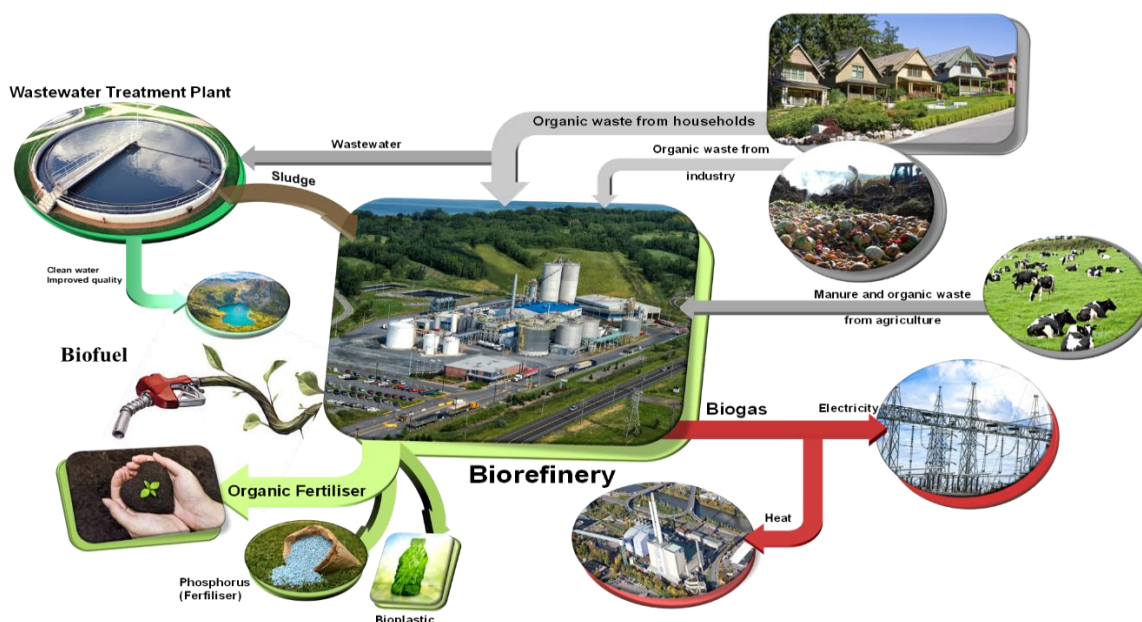 Wastewater Treatment Plant
Organic waste from households
Wastewater
Organic waste from
industry
Sludge
Clean water
Improved quality
Manure and organic waste
from agriculture
Biofuel
Biogas
Electricity
Biorefinery
Organic Fertiliser
Heat
Phosphorus
(Ferfiliser)
Bioplastic